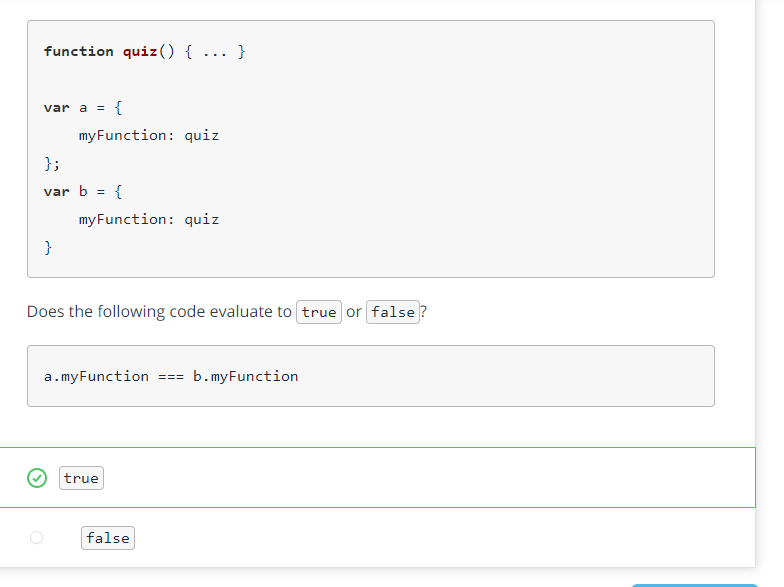 function quiz() { ... }
var a = {
    myFunction: quiz
};
var b = {
    myFunction: quiz
}
Does the following code evaluate to true or false?
a.myFunction === b.myFunction
true
false